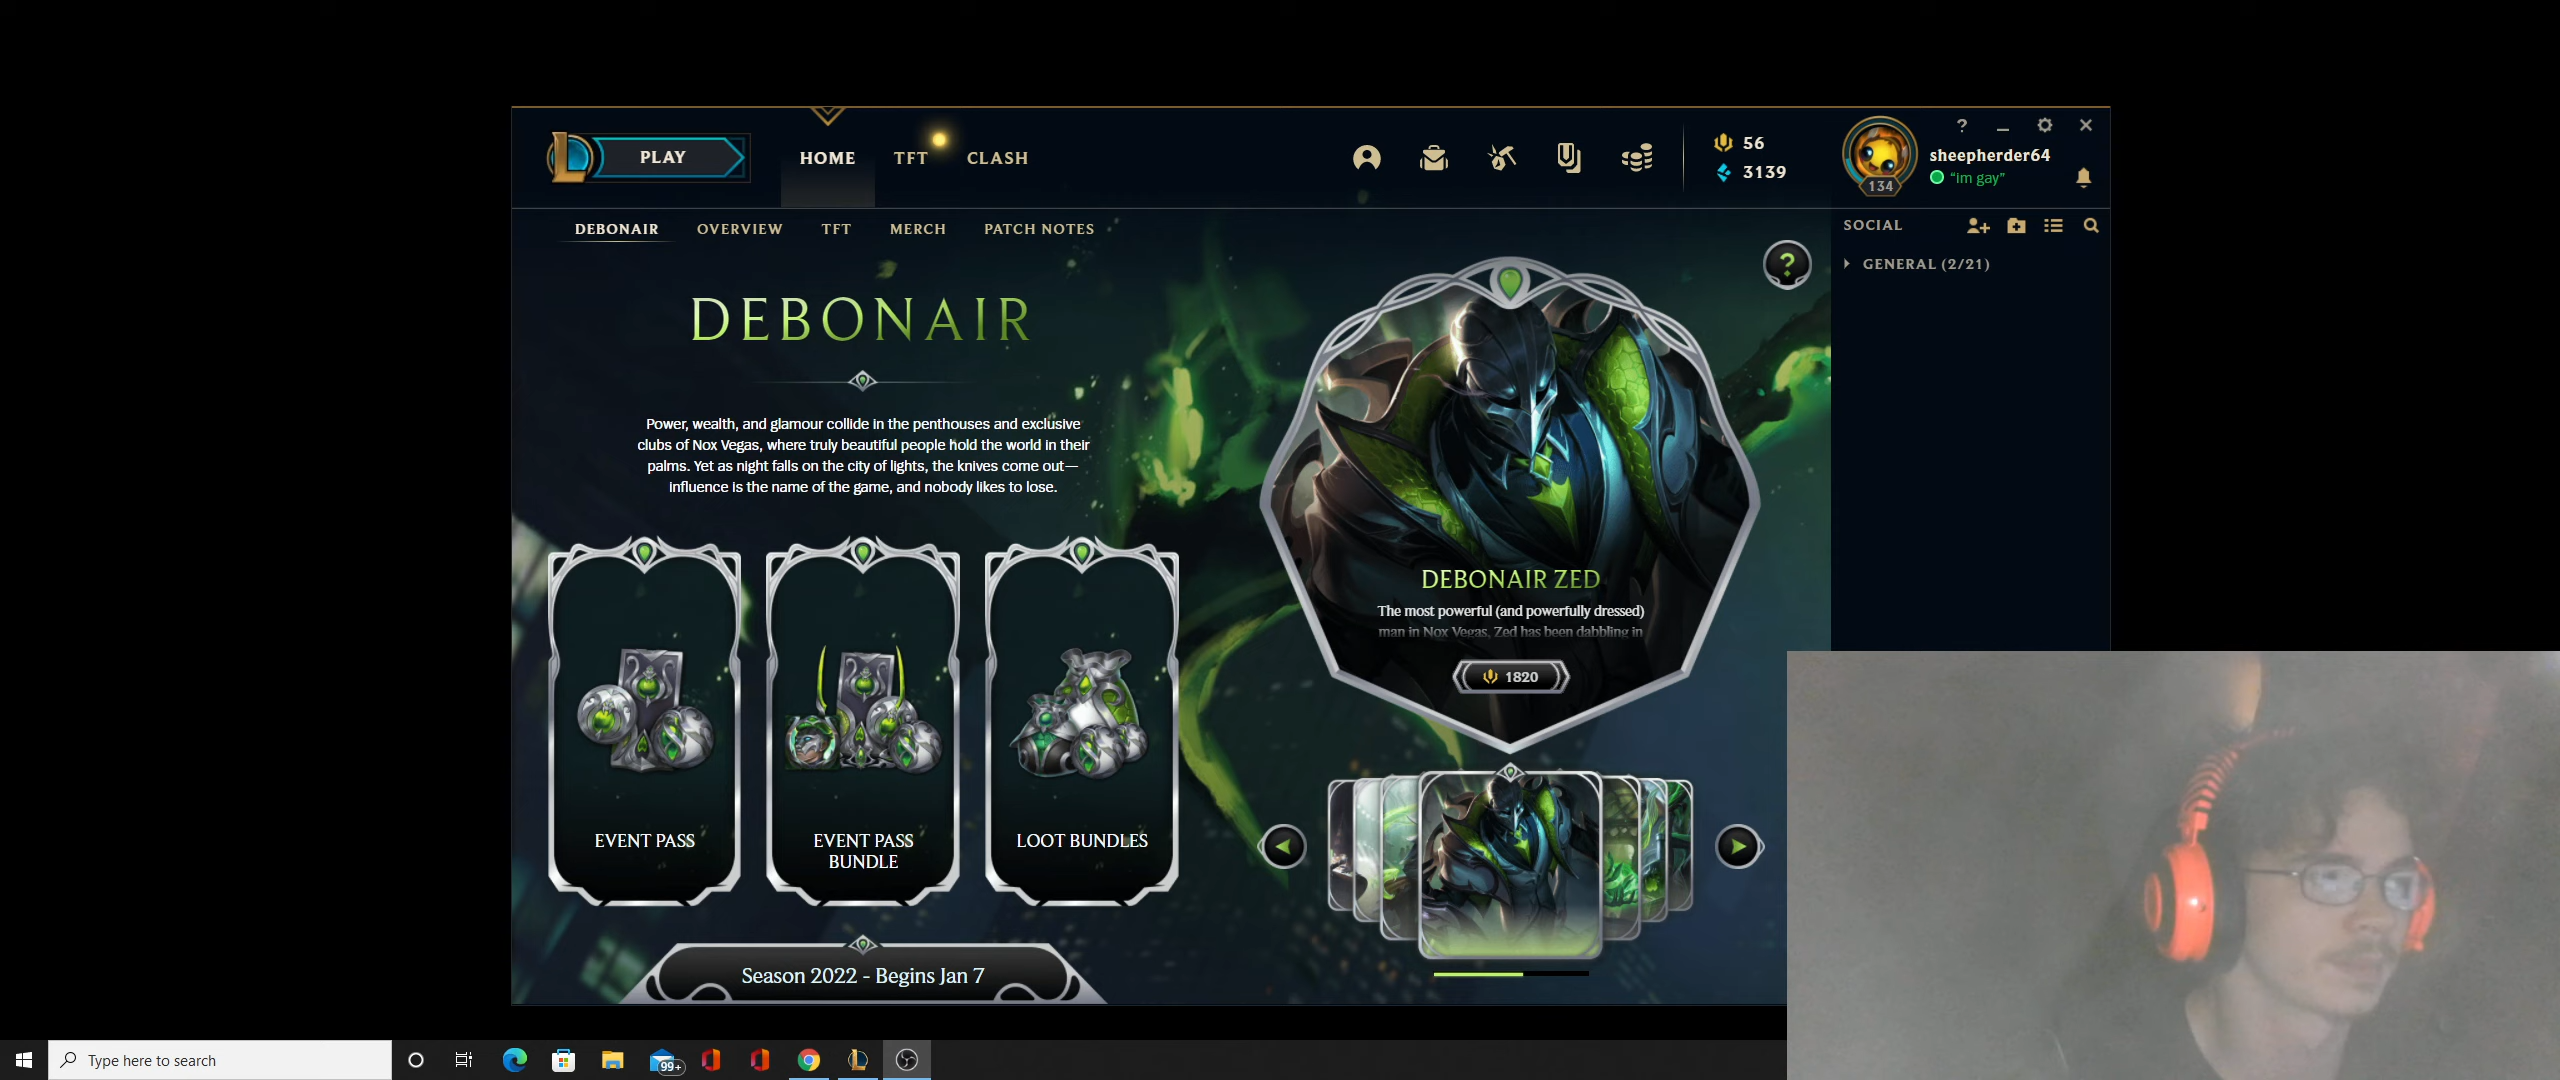 PLAY
HOME
TFT
CLASH
56
3139
?
134
sheepherder64
“im gay”
DEBONAIR
OVERVIEW
TFT
MERCH
PATCH NOTES
SOCIAL
GENERAL (2/21)
?
DEBONAIR
Power, wealth, and glamour collide in the penthouses and exclusive
clubs of Nox Vegas, where truly beautiful people hold the world in their
palms. Yet as night falls on the city of lights, the knives come out—
influence is the name of the game, and nobody likes to lose.
DEBONAIR ZED
The most powerful (and powerfully dressed)
man in Nox Vegas, Zed has been dabbling in
1820
EVENT PASS
EVENT PASS
BUNDLE
LOOT BUNDLES
Season 2022 - Begins Jan 7
Type here to search
99+